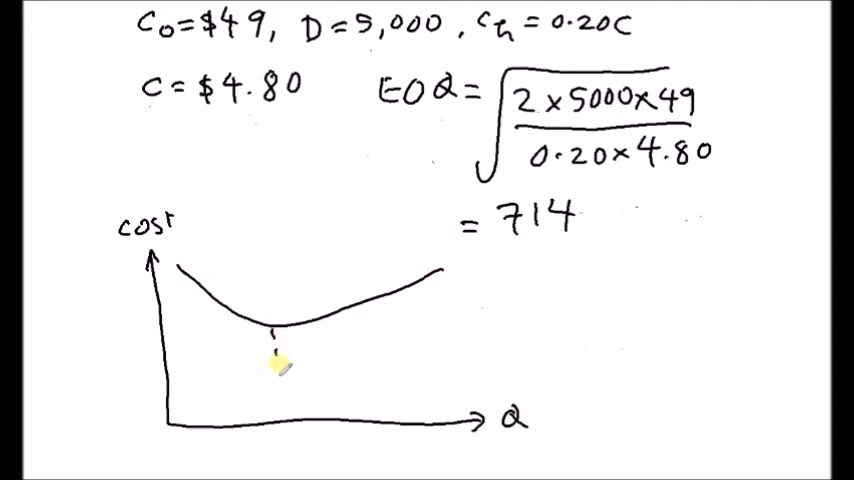 C₀ = $49, D = 5,000, Cₕ = 0.20C
C = $4.80 EOQ = √(2 × 5000 × 49 / 0.20 × 4.80)
= 714
COST
Q